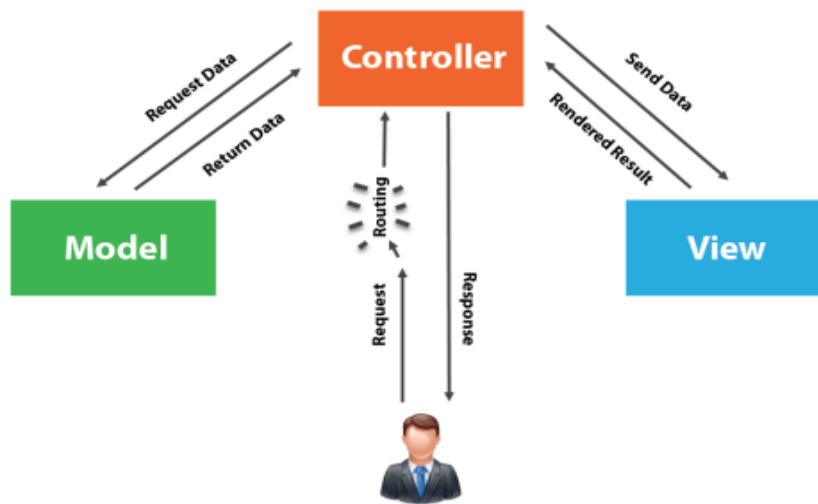 Controller
Request Data
Return Data
Send Data
Rendered Result
Routing
Model
View
Request
Response